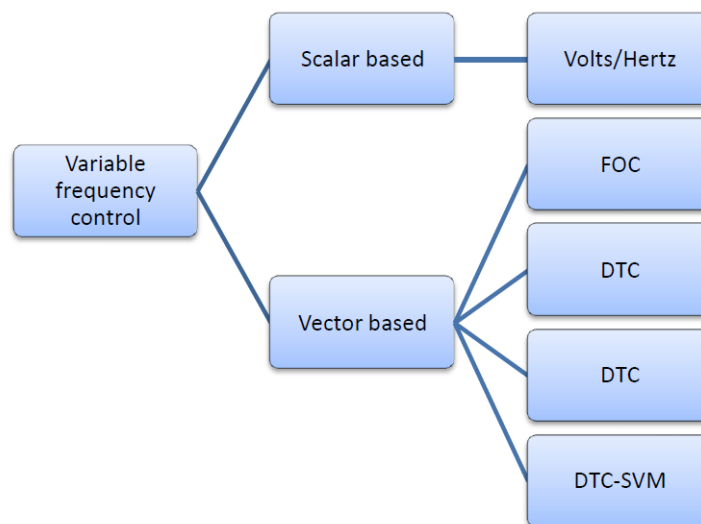 Scalar based
Volts/Hertz
Variable
frequency
control
FOC
DTC
Vector based
DTC
DTC-SVM